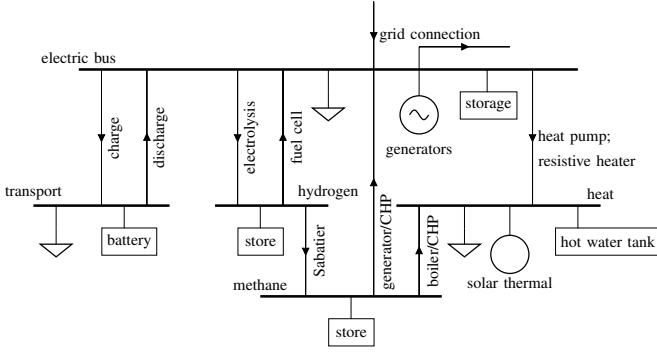 grid connection
electric bus
generators
storage
charge
discharge
electrolysis
fuel cell
heat pump;
resistive heater
transport
hydrogen
heat
battery
store
Sabatier
generator/CHP
boiler/CHP
solar thermal
hot water tank
methane
store